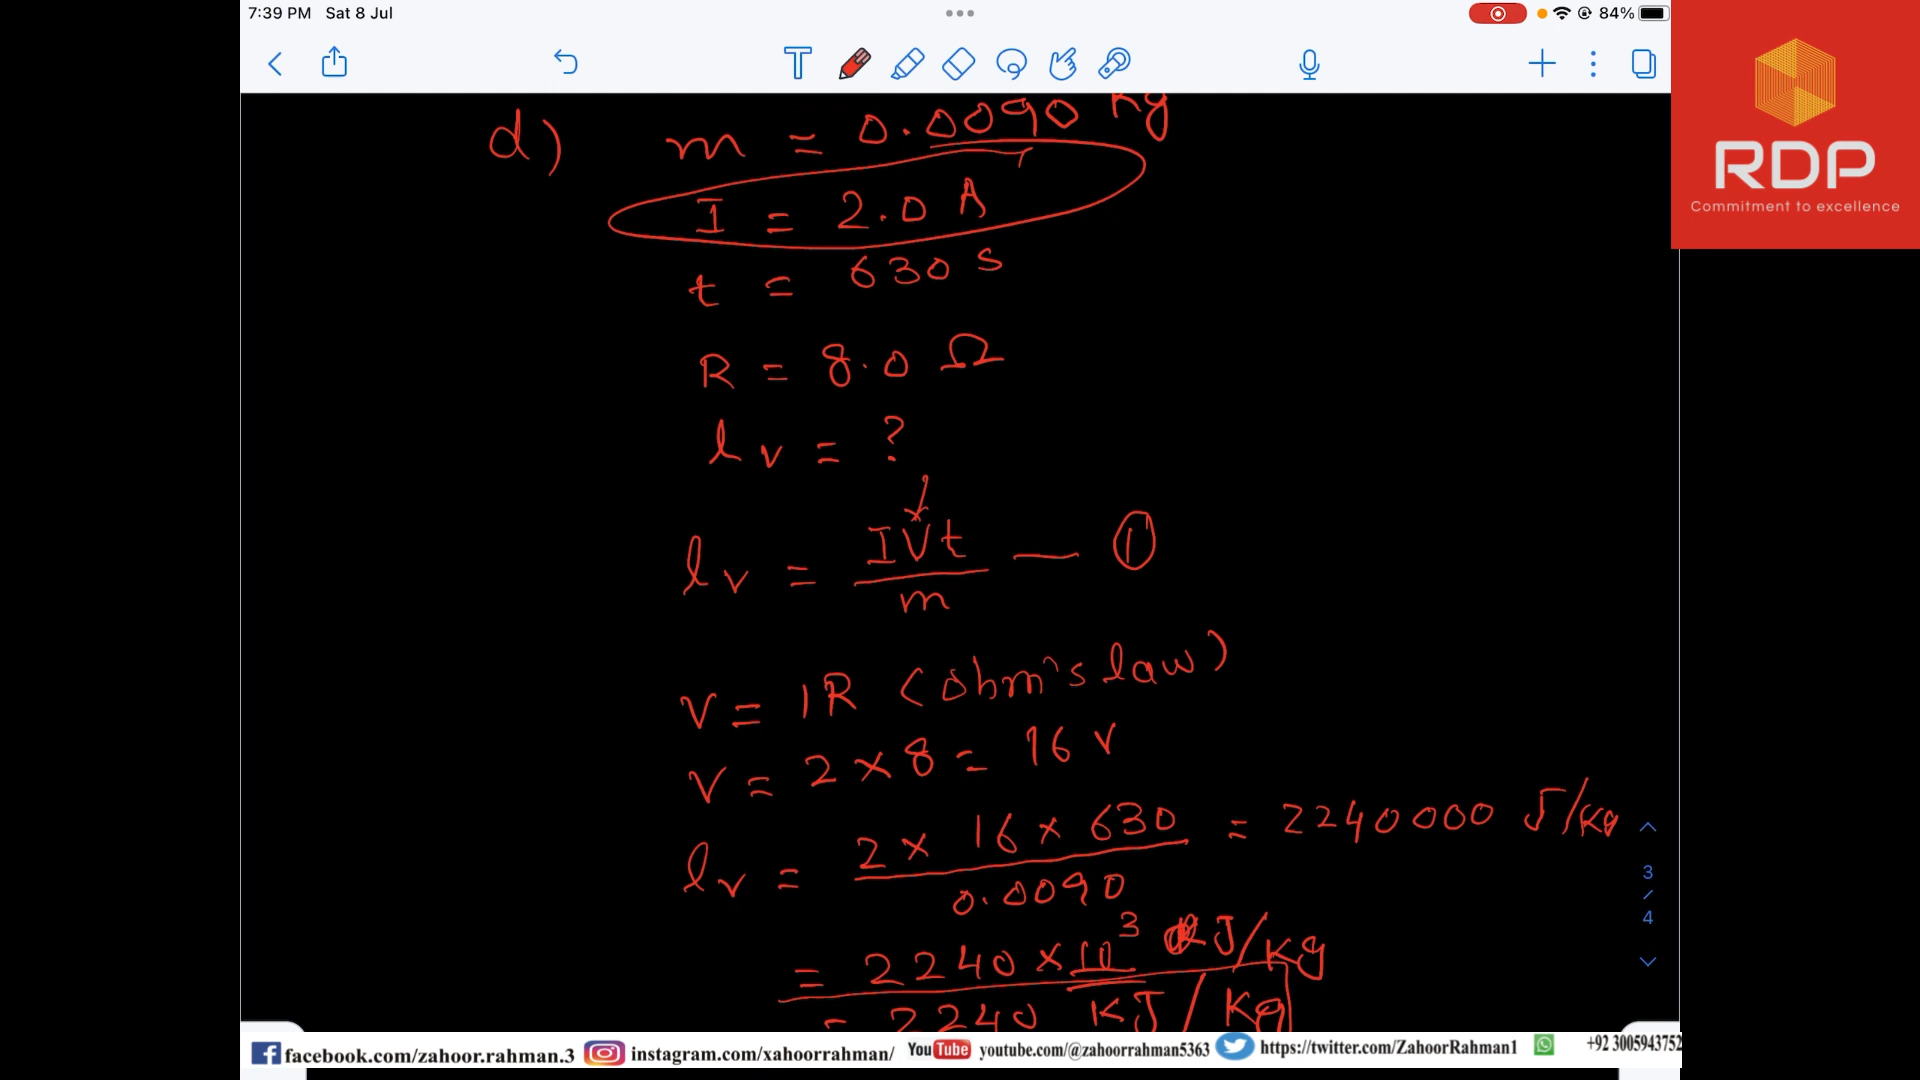 7:39 PM Sat 8 Jul
84%
RDP
Commitment to excellence
d) m = 0.0090 Kg
I = 2.0 A
t = 630 s
R = 8.0 Ω
lv = ?
lv = IVt / m — ①
V = IR (ohm's law)
V = 2 × 8 = 16 V
lv = 2 × 16 × 630 / 0.0090 = 2240000 J/Kg
= 2240 × 10³ J/Kg
= 2240 KJ/Kg
3 / 4
facebook.com/zahoor.rahman.3 instagram.com/xahoorrahman/ YouTube youtube.com/@zahoorrahman5363 https://twitter.com/ZahoorRahman1 +92 3005943752